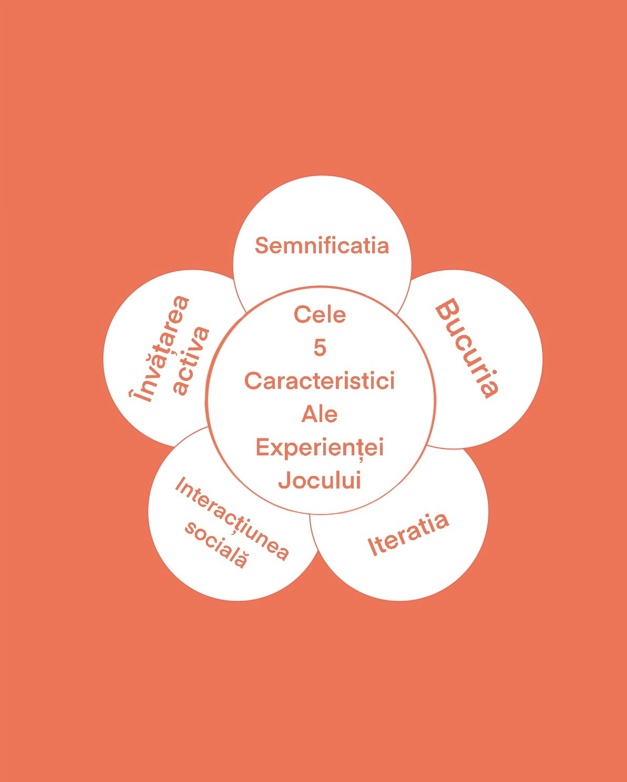 Semnificatia
Bucuria
Iteratia
Interacțiunea
socială
Învățarea
activa
Cele
5
Caracteristici
Ale
Experienței
Jocului